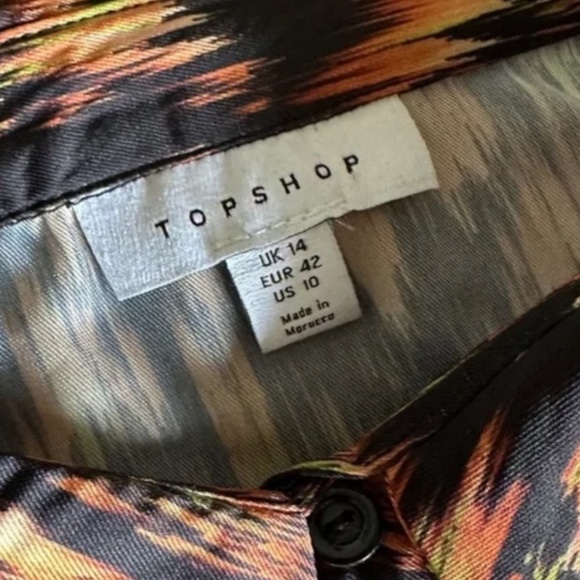 TOPSHOP
UK 14
EUR 42
US 10
Made in
Morocco